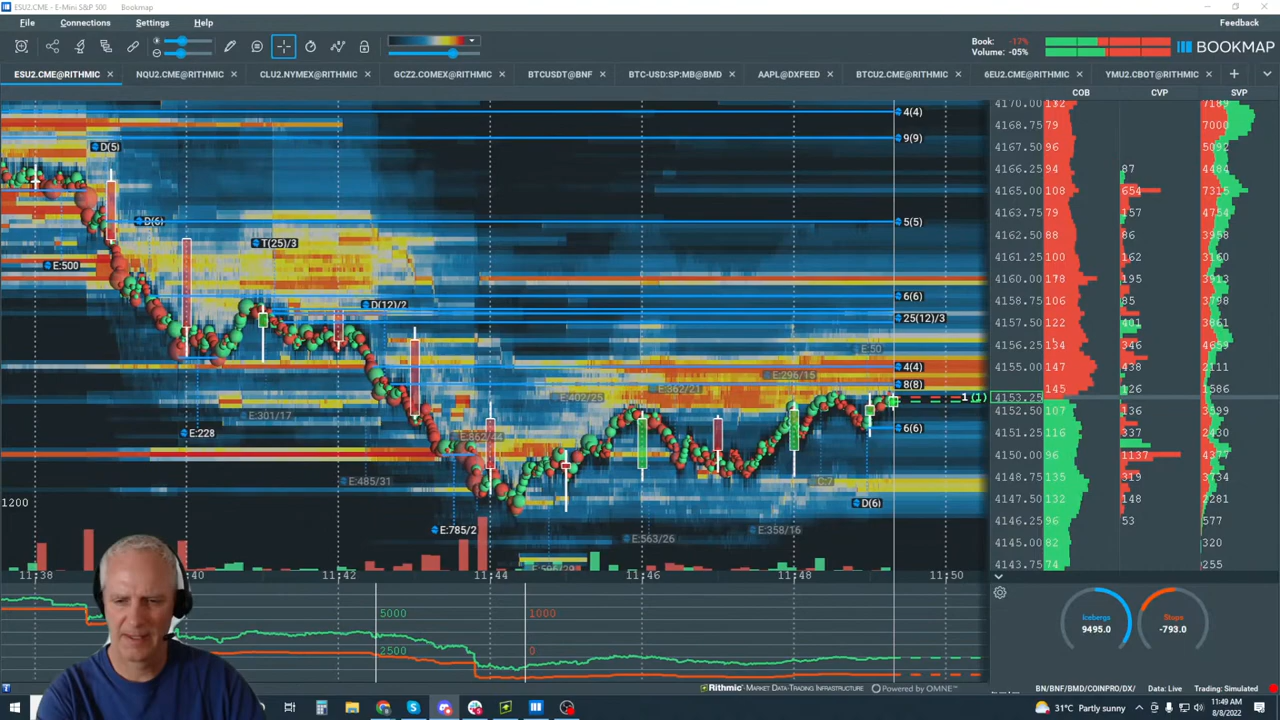 ESU2.CME - E-Mini S&P 500 Bookmap
File Connections Settings Help Feedback
Book: -17%
Volume: -05%
BOOKMAP
ESU2.CME@RITHMIC NQU2.CME@RITHMIC CLU2.NYMEX@RITHMIC GCZ2.COMEX@RITHMIC BTCUSDT@BNF BTC-USD:SP:MB@BMD AAPL@DXFEED BTCU2.CME@RITHMIC 6EU2.CME@RITHMIC YMU2.CBOT@RITHMIC
COB CVP SVP
4170.00 132 7189
4168.75 79 7000
4167.50 96 5092
4166.25 94 87 4484
4165.00 108 654 7315
4163.75 79 157 4754
4162.50 88 86 3958
4161.25 100 162 3160
4160.00 178 195 3913
4158.75 106 85 3798
4157.50 122 401 3861
4156.25 134 346 4659
4155.00 147 438 2111
145 126 1586
4153.25
4152.50 107 136 3599
4151.25 116 337 2430
4150.00 96 1137 4377
4148.75 135 319 3734
4147.50 132 148 2281
4146.25 96 53 577
4145.00 82 320
4143.75 74 255
4(4)
9(9)
D(5)
D(6)
5(5)
T(25)/3
E:500
6(6)
D(12)/2
25(12)/3
E:50
4(4)
E:296/15
8(8)
E:362/21
E:402/25
1 (1)
E:301/17
6(6)
E:228
E:485/31
C:7
1200
D(6)
E:785/2
E:358/16
E:563/26
11:38 :40 11:42 11:44 11:46 11:48 11:50
5000 1000
2500 0
Icebergs
9495.0
Stops
-793.0
Rithmic - MARKET DATA-TRADING INFRASTRUCTURE Powered by OMNE™
BN/BNF/BMD/COINPRO/DX/ Data: Live Trading: Simulated
31°C Partly sunny
11:49 AM
8/8/2022